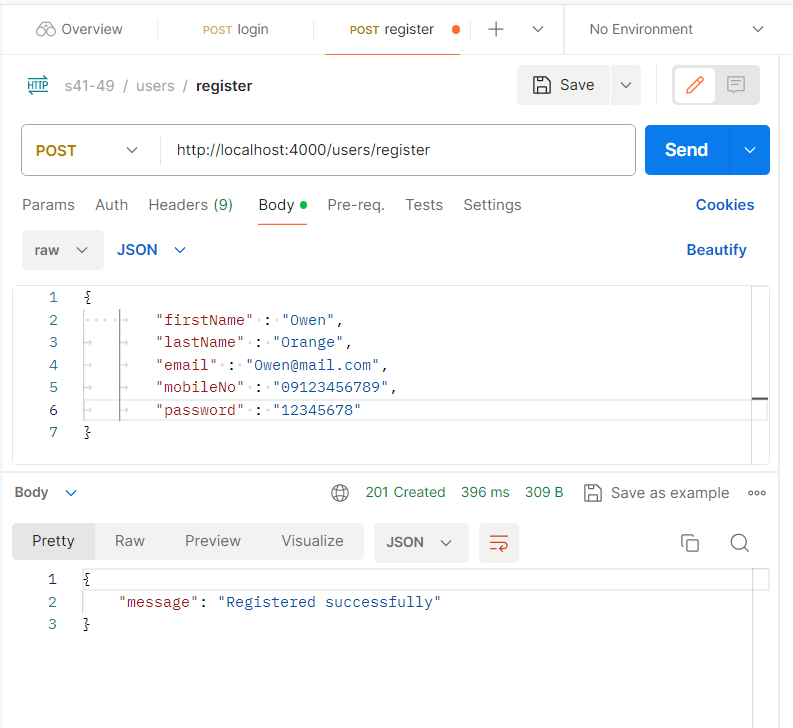 Overview POST login POST register No Environment
HTTP s41-49 / users / register Save
POST http://localhost:4000/users/register Send
Params Auth Headers (9) Body Pre-req. Tests Settings Cookies
raw JSON Beautify
1 {
2 "firstName" : "Owen",
3 "lastName" : "Orange",
4 "email" : "Owen@mail.com",
5 "mobileNo" : "09123456789",
6 "password" : "12345678"
7 }
Body 201 Created 396 ms 309 B Save as example
Pretty Raw Preview Visualize JSON
1 {
2 "message": "Registered successfully"
3 }